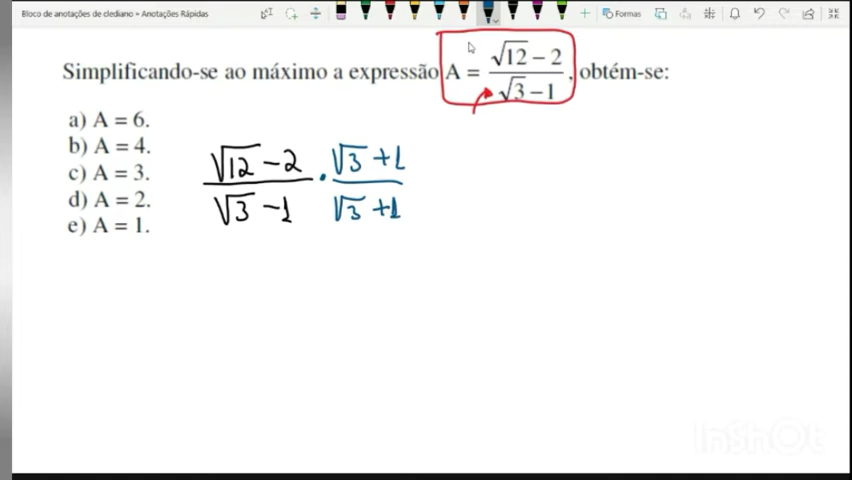 Bloco de anotações de clediano » Anotações Rápidas
Formas
Simplificando-se ao máximo a expressão A = (√12 – 2)/(√3 – 1), obtém-se:
a) A = 6.
b) A = 4.
c) A = 3.
d) A = 2.
e) A = 1.
(√12 – 2)/(√3 – 1) · (√3 + 1)/(√3 + 1)
InShOt